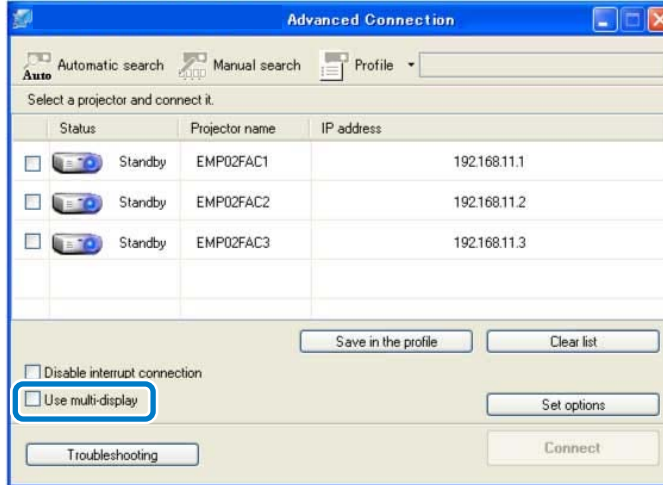 Advanced Connection
Auto Automatic search Manual search Profile
Select a projector and connect it.
Status Projector name IP address
Standby EMP02FAC1 192.168.11.1
Standby EMP02FAC2 192.168.11.2
Standby EMP02FAC3 192.168.11.3
Save in the profile Clear list
Disable interrupt connection
Use multi-display Set options
Troubleshooting Connect